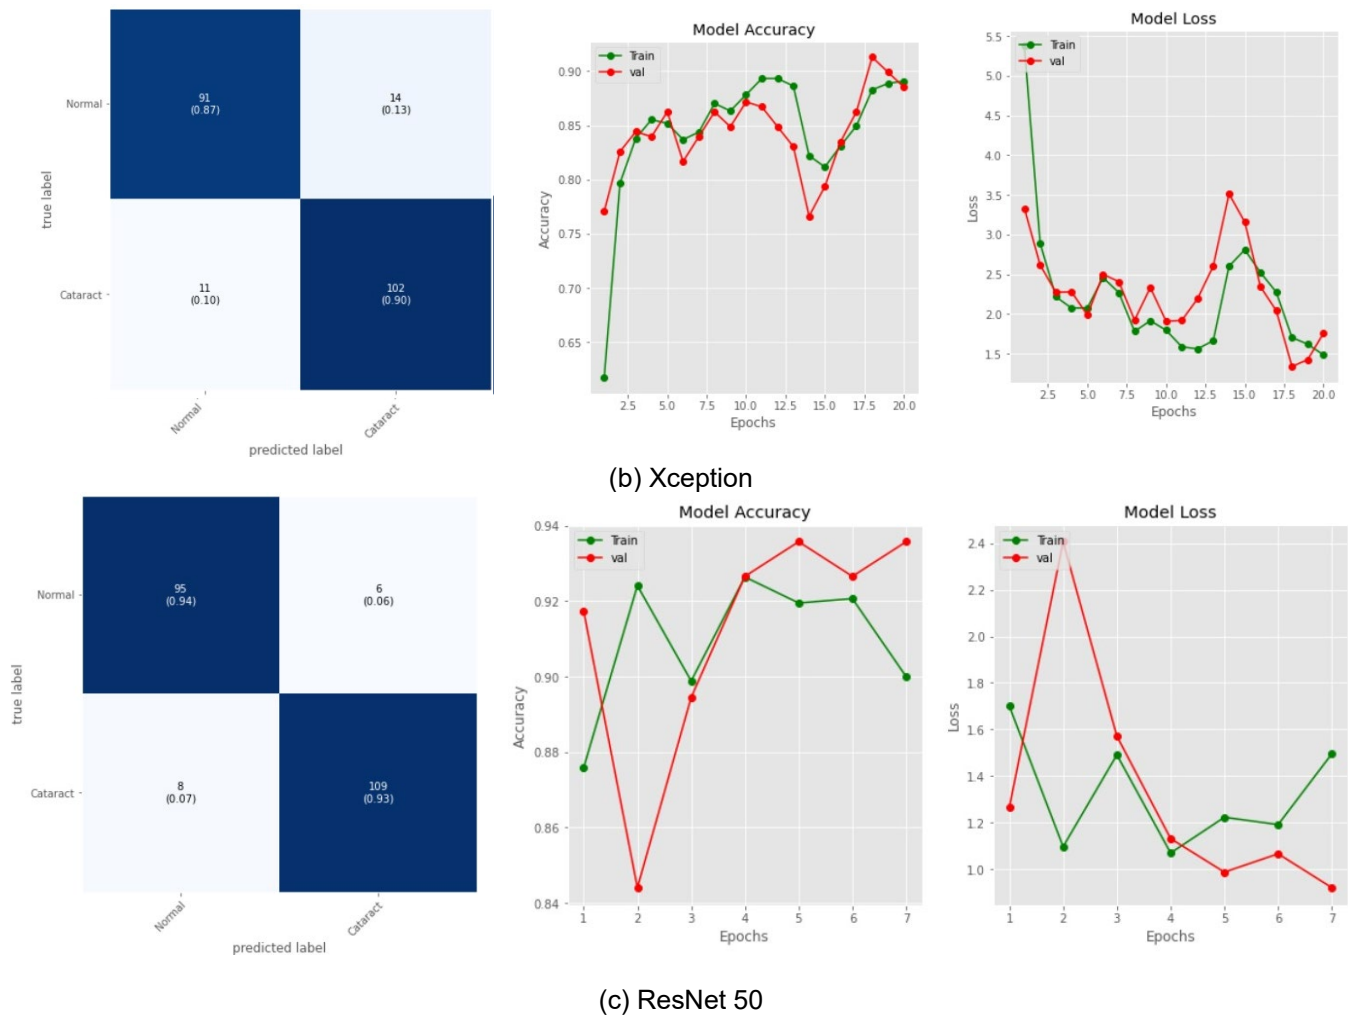 91
(0.87)
14
(0.13)
11
(0.10)
102
(0.90)
Normal
Cataract
true label
Normal
Cataract
predicted label
Model Accuracy
Train
val
0.90
0.85
0.80
0.75
0.70
0.65
Accuracy
2.5 5.0 7.5 10.0 12.5 15.0 17.5 20.0
Epochs
Model Loss
Train
val
5.5
5.0
4.5
4.0
3.5
3.0
2.5
2.0
1.5
Loss
2.5 5.0 7.5 10.0 12.5 15.0 17.5 20.0
Epochs
(b) Xception
95
(0.94)
6
(0.06)
8
(0.07)
109
(0.93)
Normal
Cataract
true label
Normal
Cataract
predicted label
Model Accuracy
Train
val
0.94
0.92
0.90
0.88
0.86
0.84
Accuracy
1 2 3 4 5 6 7
Epochs
Model Loss
Train
val
2.4
2.2
2.0
1.8
1.6
1.4
1.2
1.0
Loss
1 2 3 4 5 6 7
Epochs
(c) ResNet 50